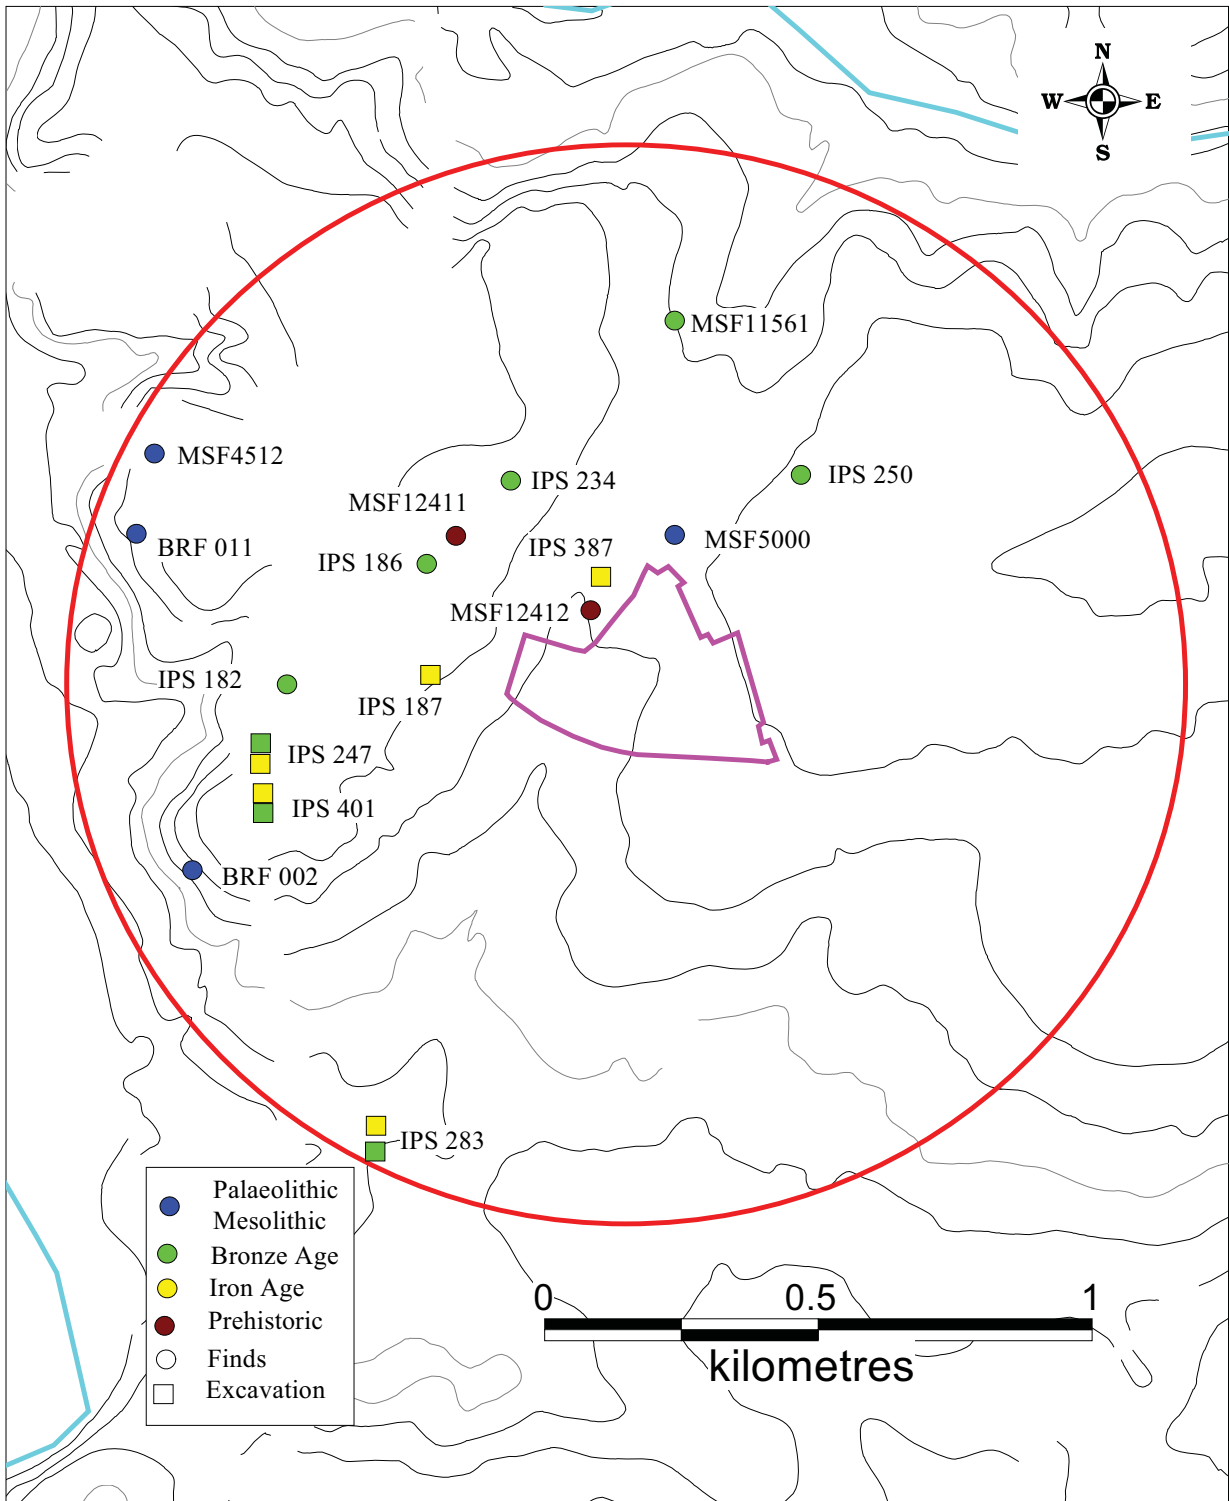 N
W E
S
MSF11561
MSF4512
IPS 234
IPS 250
MSF12411
BRF 011
IPS 387
MSF5000
IPS 186
MSF12412
IPS 182
IPS 187
IPS 247
IPS 401
BRF 002
IPS 283
Palaeolithic
Mesolithic
Bronze Age
Iron Age
Prehistoric
Finds
Excavation
0 0.5 1
kilometres